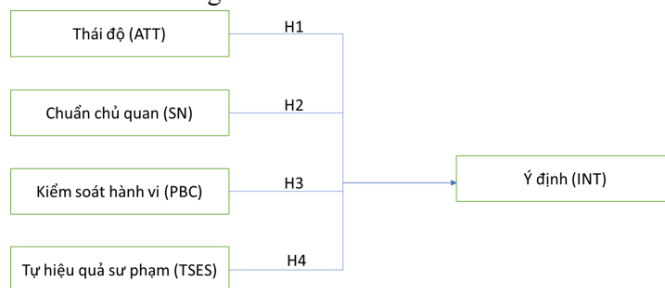 Thái độ (ATT)
H1
Chuẩn chủ quan (SN)
H2
Kiểm soát hành vi (PBC)
H3
Ý định (INT)
Tự hiệu quả sư phạm (TSES)
H4